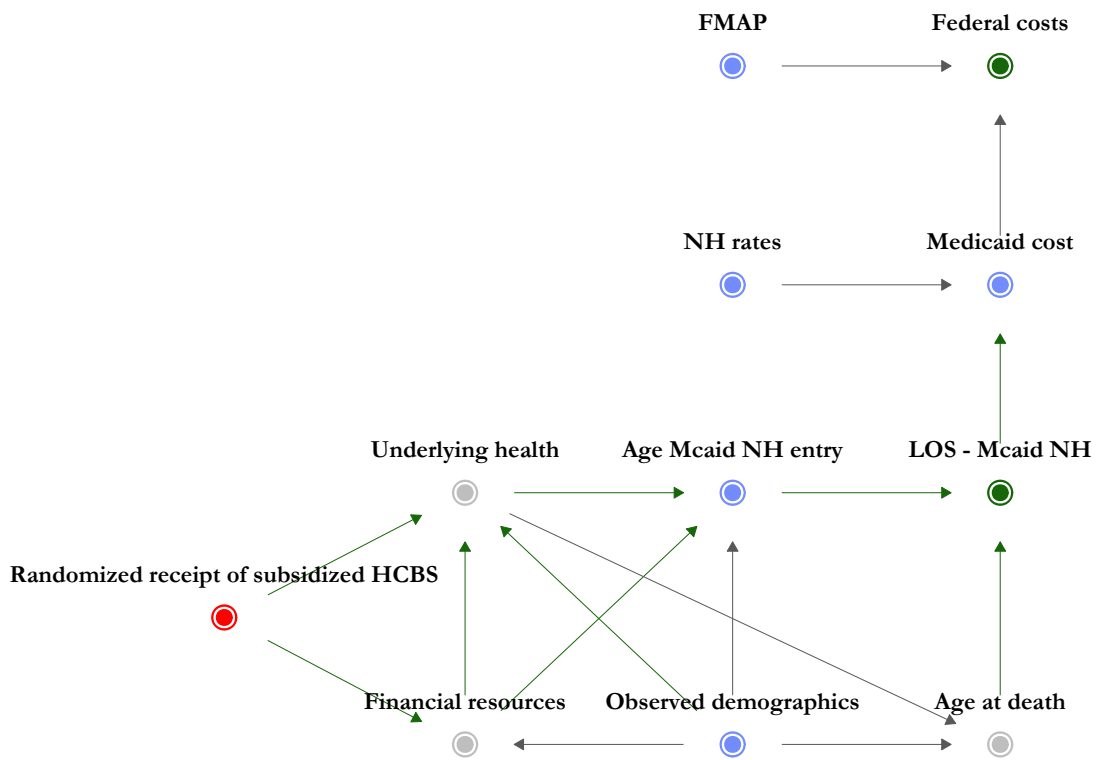 FMAP
Federal costs
NH rates
Medicaid cost
Underlying health
Age Mcaid NH entry
LOS - Mcaid NH
Randomized receipt of subsidized HCBS
Financial resources
Observed demographics
Age at death